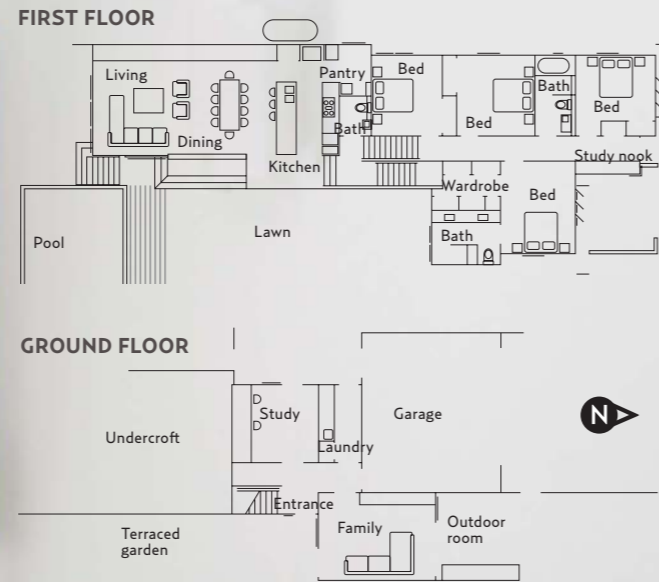 FIRST FLOOR
Living
Pantry
Bed
Bath
Bed
Bath
Bed
Dining
Kitchen
Study nook
Wardrobe
Bed
Pool
Lawn
Bath
GROUND FLOOR
Undercroft
Study
Laundry
Garage
N
Entrance
Terraced
garden
Family
Outdoor
room